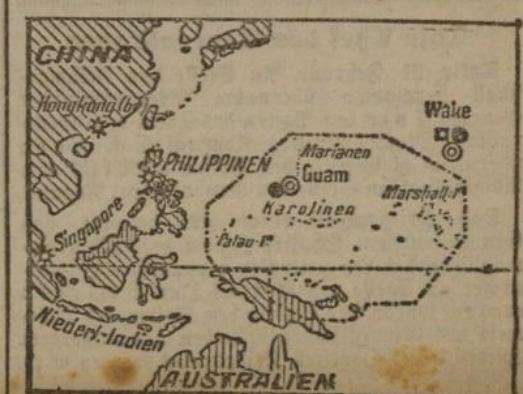 CHINA
Hongkong (br.)
Wake
PHILIPPINEN
Marianen
Guam
Marshall-I.
Karolinen
Singapore
Palau-I.
Niederl.-Indien
AUSTRALIEN